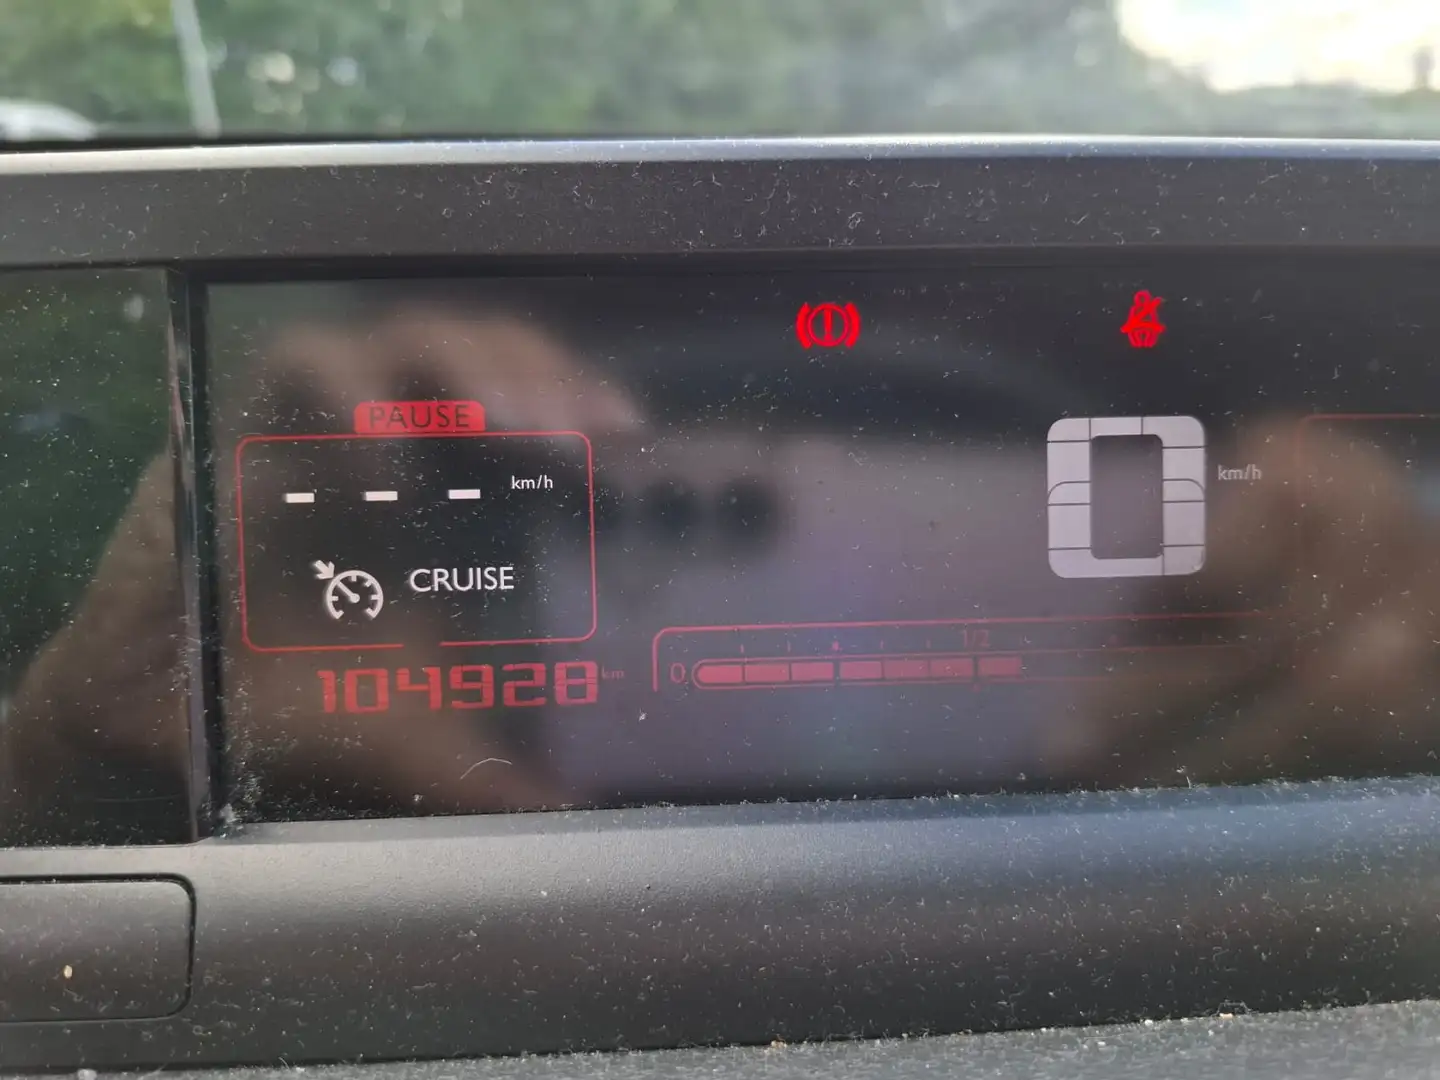 PAUSE
- - - km/h
0 km/h
CRUISE
104928 km
0 1/2